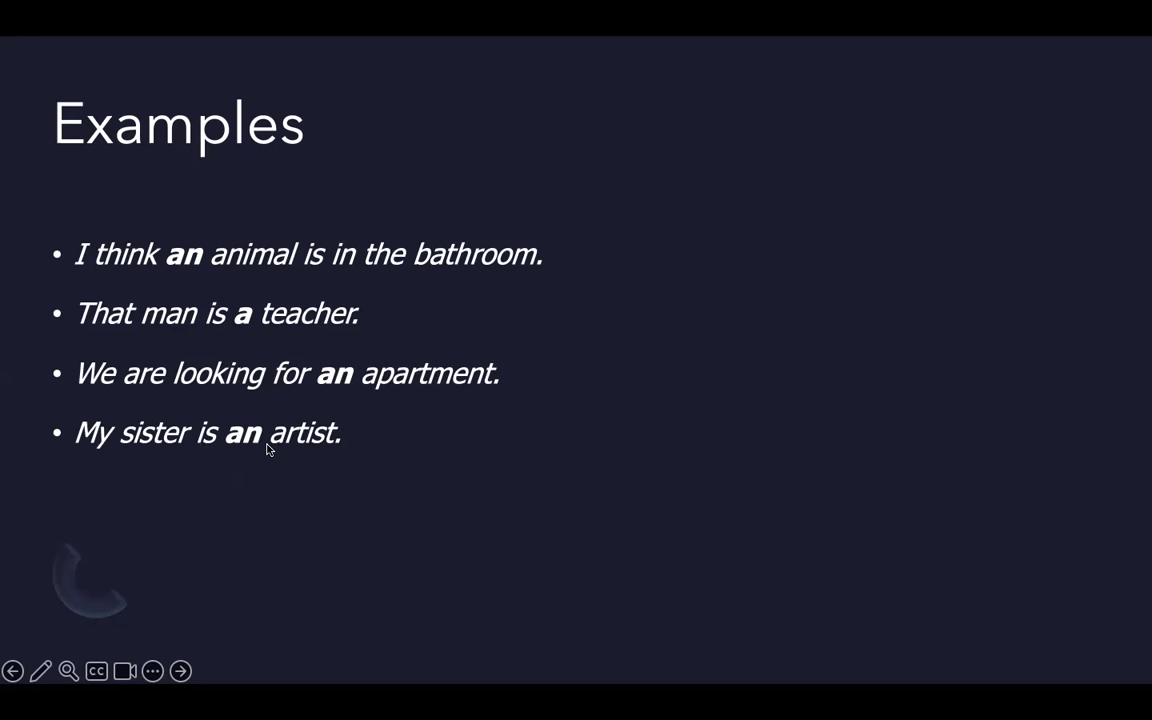 Examples
• I think an animal is in the bathroom.
• That man is a teacher.
• We are looking for an apartment.
• My sister is an artist.
CC